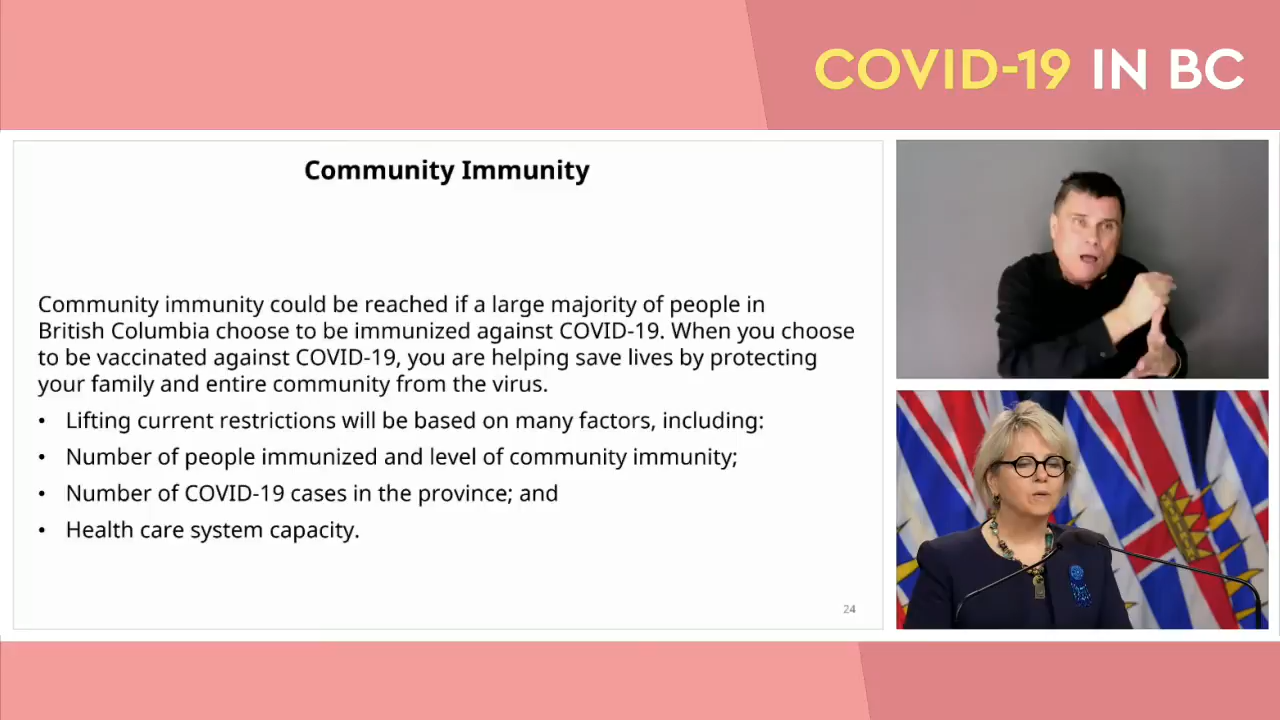 COVID-19 IN BC
Community Immunity
Community immunity could be reached if a large majority of people in
British Columbia choose to be immunized against COVID-19. When you choose
to be vaccinated against COVID-19, you are helping save lives by protecting
your family and entire community from the virus.
• Lifting current restrictions will be based on many factors, including:
• Number of people immunized and level of community immunity;
• Number of COVID-19 cases in the province; and
• Health care system capacity.
24